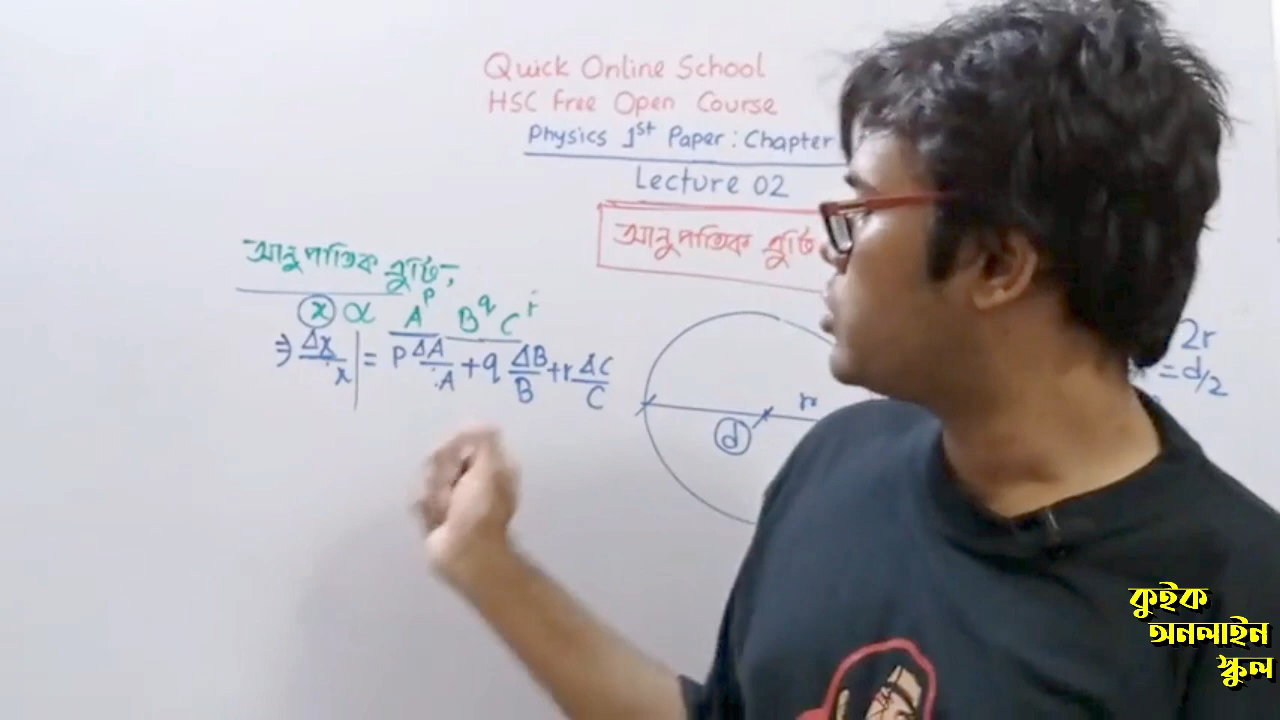 Quick Online School
HSC Free Open Course
Physics 1st Paper : Chapter
Lecture 02
আনুপাতিক ত্রুটি
আনুপাতিক ত্রুটি,
x ∝ A^p B^q C^r
⇒ Δx/x = p ΔA/A + q ΔB/B + r ΔC/C
d
r
2r
= d/2
কুইক
অনলাইন
স্কুল